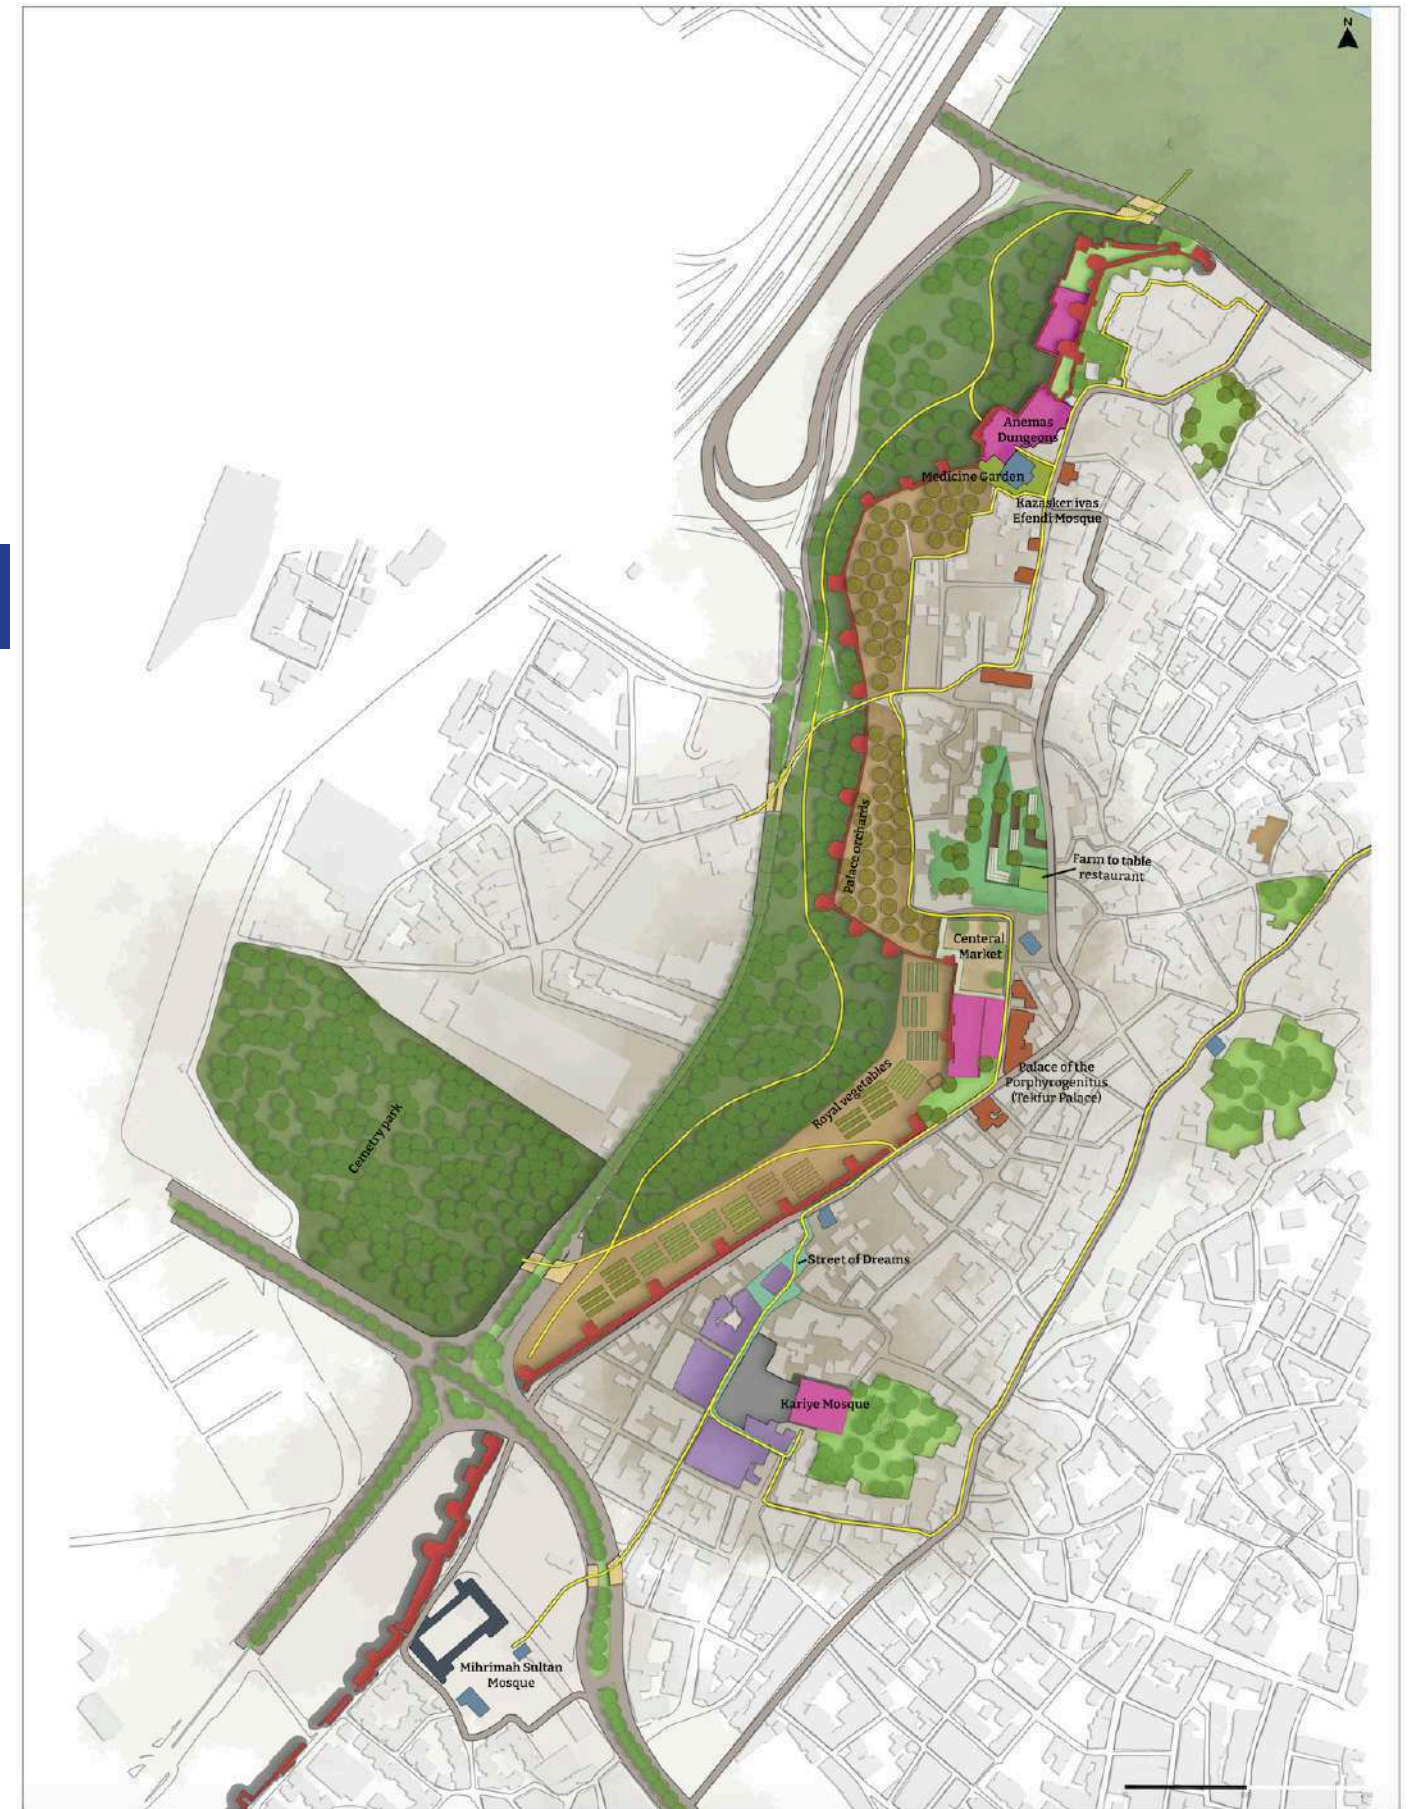 N
Anemas
Dungeons
Medicine Garden
Kazasker ivas
Efendi Mosque
Palace orchards
Farm to table
restaurant
Centeral
Market
Palace of the
Porphyrogenitus
(Tekfur Palace)
Royal vegetables
Cemetry park
Street of Dreams
Kariye Mosque
Mihrimah Sultan
Mosque